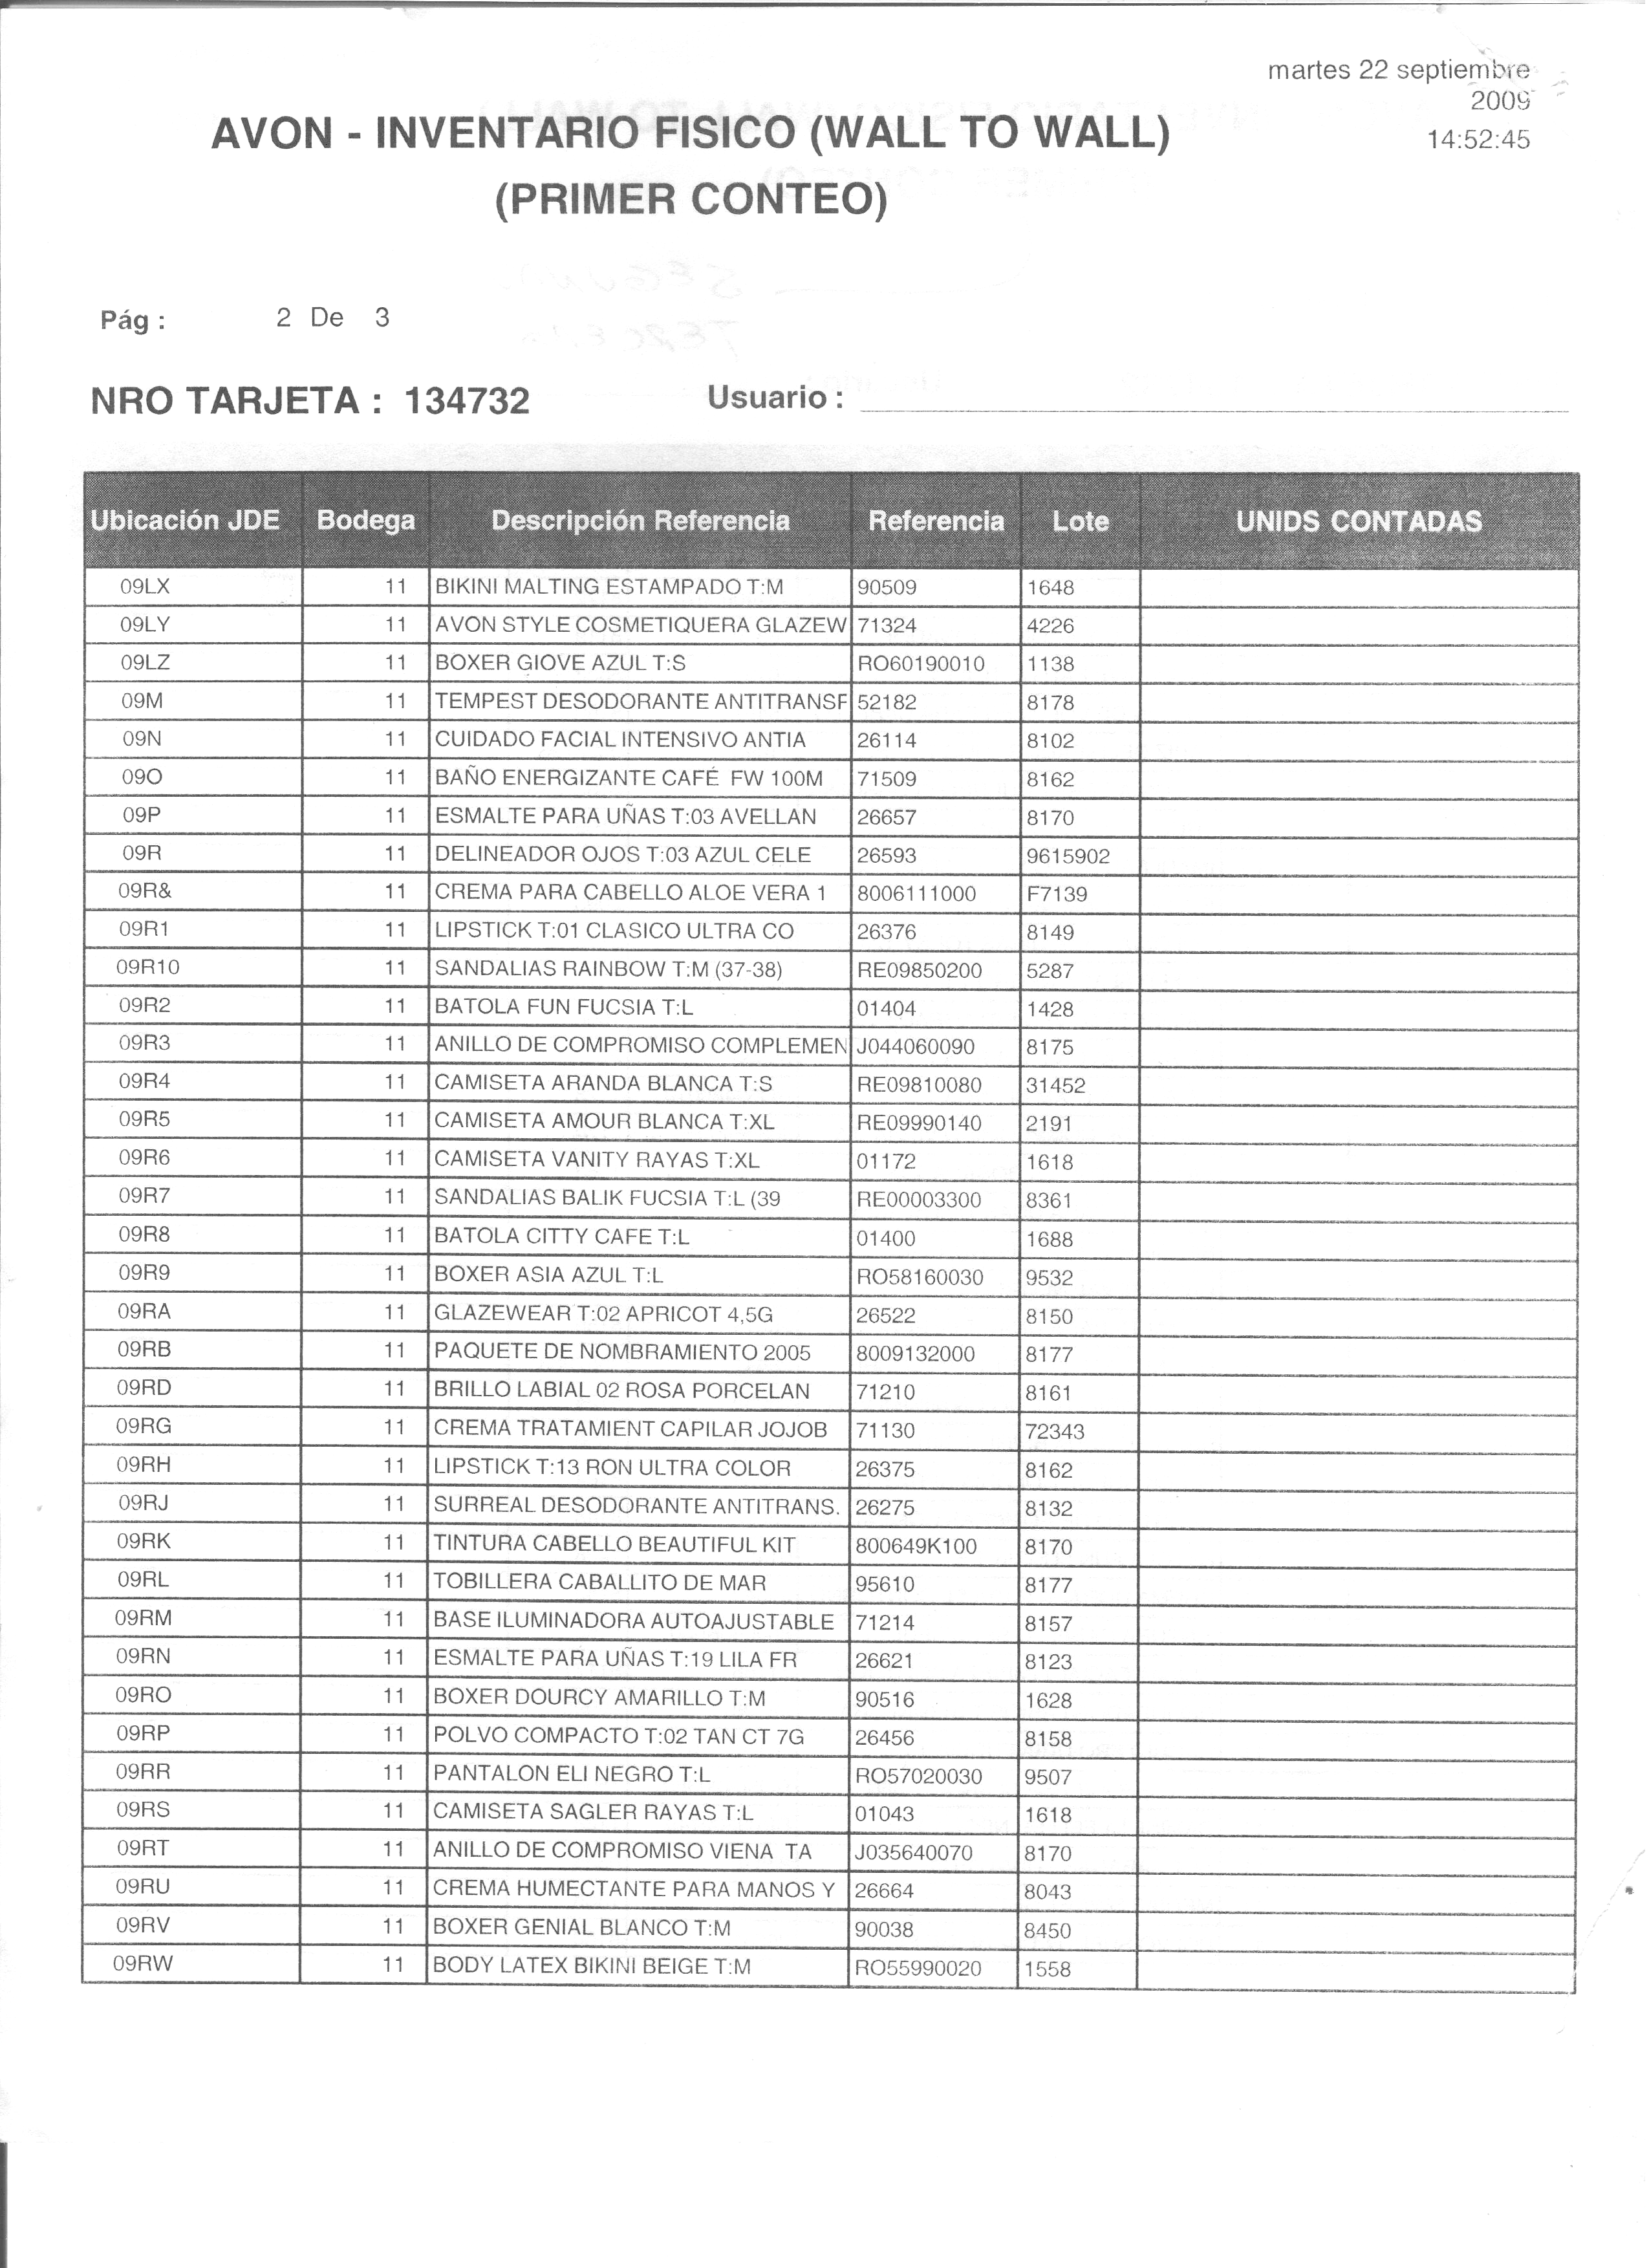 martes 22 septiembre
2009
14:52:45
AVON - INVENTARIO FISICO (WALL TO WALL)
(PRIMER CONTEO)
Pág : 2 De 3
NRO TARJETA : 134732 Usuario :
Ubicación JDE Bodega Descripción Referencia Referencia Lote UNIDS CONTADAS
09LX 11 BIKINI MALTING ESTAMPADO T:M 90509 1648
09LY 11 AVON STYLE COSMETIQUERA GLAZEW 71324 4226
09LZ 11 BOXER GIOVE AZUL T:S RO60190010 1138
09M 11 TEMPEST DESODORANTE ANTITRANSF 52182 8178
09N 11 CUIDADO FACIAL INTENSIVO ANTIA 26114 8102
09O 11 BAÑO ENERGIZANTE CAFÉ FW 100M 71509 8162
09P 11 ESMALTE PARA UÑAS T:03 AVELLAN 26657 8170
09R 11 DELINEADOR OJOS T:03 AZUL CELE 26593 9615902
09R& 11 CREMA PARA CABELLO ALOE VERA 1 8006111000 F7139
09R1 11 LIPSTICK T:01 CLASICO ULTRA CO 26376 8149
09R10 11 SANDALIAS RAINBOW T:M (37-38) RE09850200 5287
09R2 11 BATOLA FUN FUCSIA T:L 01404 1428
09R3 11 ANILLO DE COMPROMISO COMPLEMEN J044060090 8175
09R4 11 CAMISETA ARANDA BLANCA T:S RE09810080 31452
09R5 11 CAMISETA AMOUR BLANCA T:XL RE09990140 2191
09R6 11 CAMISETA VANITY RAYAS T:XL 01172 1618
09R7 11 SANDALIAS BALIK FUCSIA T:L (39 RE00003300 8361
09R8 11 BATOLA CITTY CAFE T:L 01400 1688
09R9 11 BOXER ASIA AZUL T:L RO58160030 9532
09RA 11 GLAZEWEAR T:02 APRICOT 4,5G 26522 8150
09RB 11 PAQUETE DE NOMBRAMIENTO 2005 8009132000 8177
09RD 11 BRILLO LABIAL 02 ROSA PORCELAN 71210 8161
09RG 11 CREMA TRATAMIENT CAPILAR JOJOB 71130 72343
09RH 11 LIPSTICK T:13 RON ULTRA COLOR 26375 8162
09RJ 11 SURREAL DESODORANTE ANTITRANS. 26275 8132
09RK 11 TINTURA CABELLO BEAUTIFUL KIT 800649K100 8170
09RL 11 TOBILLERA CABALLITO DE MAR 95610 8177
09RM 11 BASE ILUMINADORA AUTOAJUSTABLE 71214 8157
09RN 11 ESMALTE PARA UÑAS T:19 LILA FR 26621 8123
09RO 11 BOXER DOURCY AMARILLO T:M 90516 1628
09RP 11 POLVO COMPACTO T:02 TAN CT 7G 26456 8158
09RR 11 PANTALON ELI NEGRO T:L RO57020030 9507
09RS 11 CAMISETA SAGLER RAYAS T:L 01043 1618
09RT 11 ANILLO DE COMPROMISO VIENA TA J035640070 8170
09RU 11 CREMA HUMECTANTE PARA MANOS Y 26664 8043
09RV 11 BOXER GENIAL BLANCO T:M 90038 8450
09RW 11 BODY LATEX BIKINI BEIGE T:M RO55990020 1558